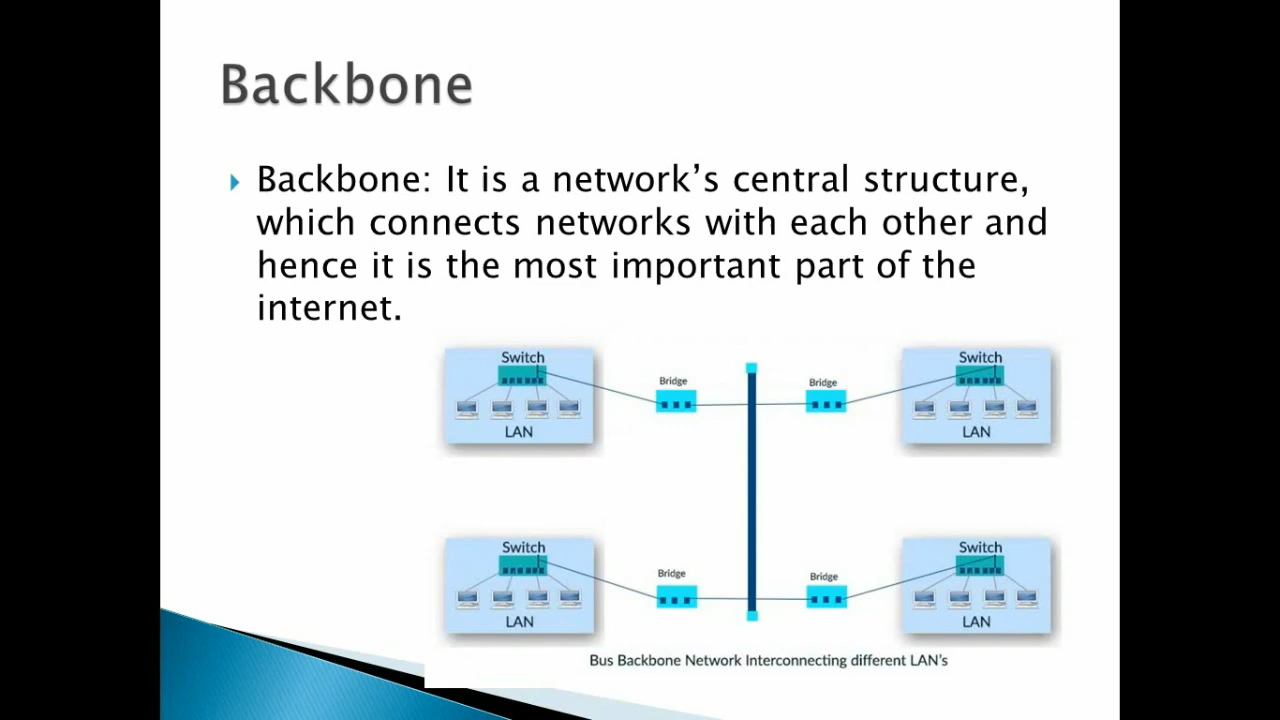 Backbone
Backbone: It is a network’s central structure,
which connects networks with each other and
hence it is the most important part of the
internet.
Switch
LAN
Bridge
Bridge
Switch
LAN
Switch
LAN
Bridge
Bridge
Switch
LAN
Bus Backbone Network Interconnecting different LAN's